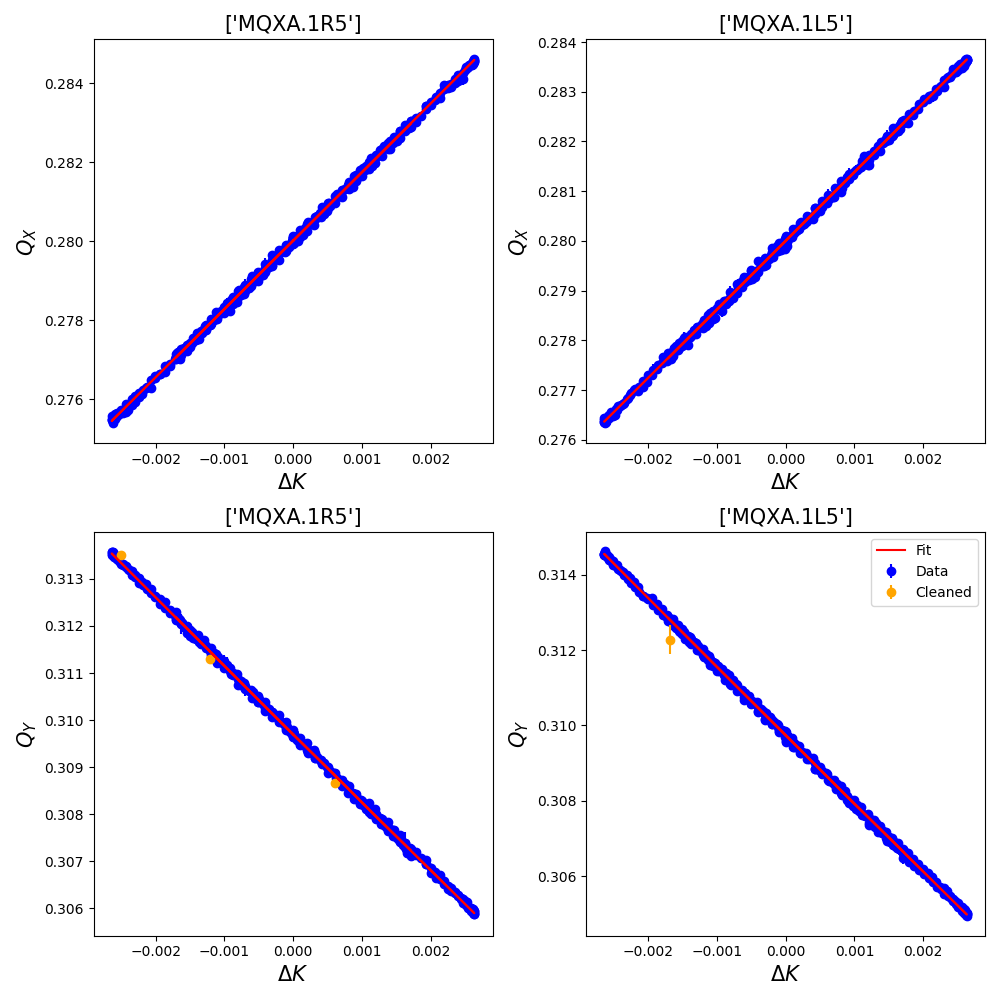 ['MQXA.1R5']
0.284
0.282
0.280
0.278
0.276
Q_X
−0.002 −0.001 0.000 0.001 0.002
ΔK
['MQXA.1L5']
0.284
0.283
0.282
0.281
0.280
0.279
0.278
0.277
0.276
Q_X
−0.002 −0.001 0.000 0.001 0.002
ΔK
['MQXA.1R5']
0.313
0.312
0.311
0.310
0.309
0.308
0.307
0.306
Q_Y
−0.002 −0.001 0.000 0.001 0.002
ΔK
['MQXA.1L5']
Fit
Data
Cleaned
0.314
0.312
0.310
0.308
0.306
Q_Y
−0.002 −0.001 0.000 0.001 0.002
ΔK